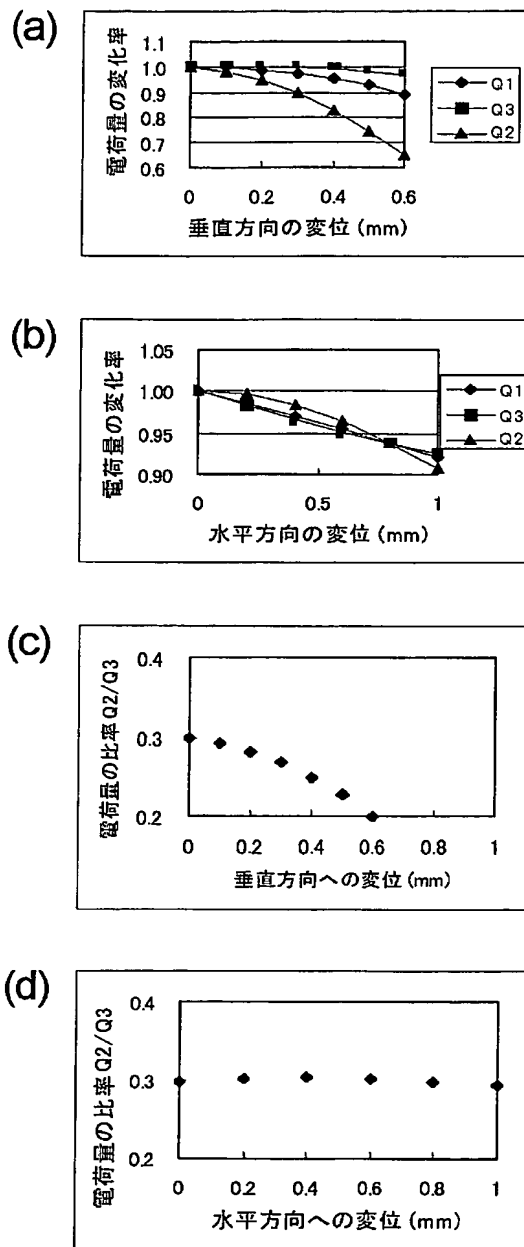 (a)
電荷量の変化率
1.1
1.0
0.9
0.8
0.7
0.6
0 0.2 0.4 0.6
垂直方向の変位(mm)
Q1
Q3
Q2
(b)
電荷量の変化率
1.05
1.00
0.95
0.90
0 0.5 1
水平方向の変位(mm)
Q1
Q3
Q2
(c)
電荷量の比率Q2/Q3
0.4
0.3
0.2
0 0.2 0.4 0.6 0.8 1
垂直方向への変位(mm)
(d)
電荷量の比率Q2/Q3
0.4
0.3
0.2
0 0.2 0.4 0.6 0.8 1
水平方向への変位(mm)